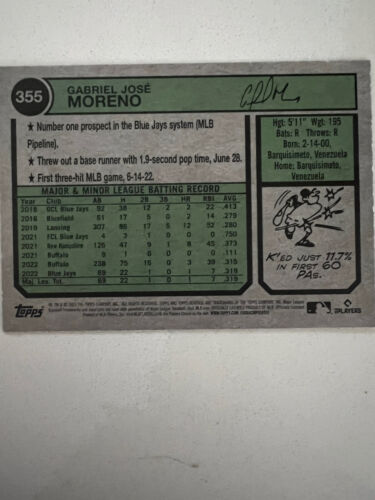 355
GABRIEL JOSÉ
MORENO
★ Number one prospect in the Blue Jays system (MLB
Pipeline).
★ Threw out a base runner with 1.9-second pop time, June 28.
★ First three-hit MLB game, 6-14-22.
Hgt: 5'11" Wgt: 195
Bats: R Throws: R
Born: 2-14-00,
Barquisimeto, Venezuela
Home: Barquisimeto,
Venezuela
MAJOR & MINOR LEAGUE BATTING RECORD
Year Club AB H 2B 3B HR RBI AVG
2018 GCL Blue Jays 92 38 12 2 2 22 .413
2018 Bluefield 61 17 5 0 2 14 .279
2019 Lansing 307 86 17 5 12 52 .280
2021 FCL Blue Jays 0 0 .750
2021 New Hampshire 126 47 9 1 8 45 .373
2021 Buffalo 9 1 0 0 0 .111
2022 Buffalo 238 75 16 0 3 39 .315
2022 Blue Jays 69 22 1 0 1 7 .319
Maj. Lea. Tot. 69 22 1 0 1 7 .319
K'ED JUST 11.7%
IN FIRST 60
PAs.
Topps
PLAYERS